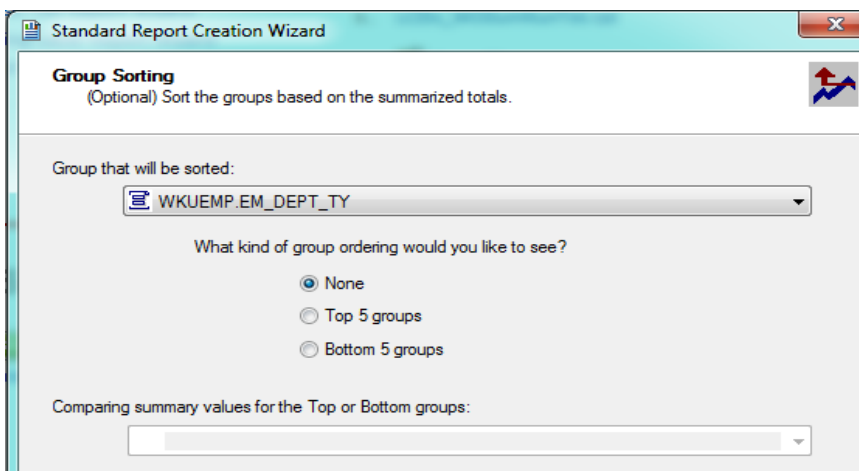 Standard Report Creation Wizard
Group Sorting
(Optional) Sort the groups based on the summarized totals.
Group that will be sorted:
WKUEMP.EM_DEPT_TY
What kind of group ordering would you like to see?
None
Top 5 groups
Bottom 5 groups
Comparing summary values for the Top or Bottom groups: